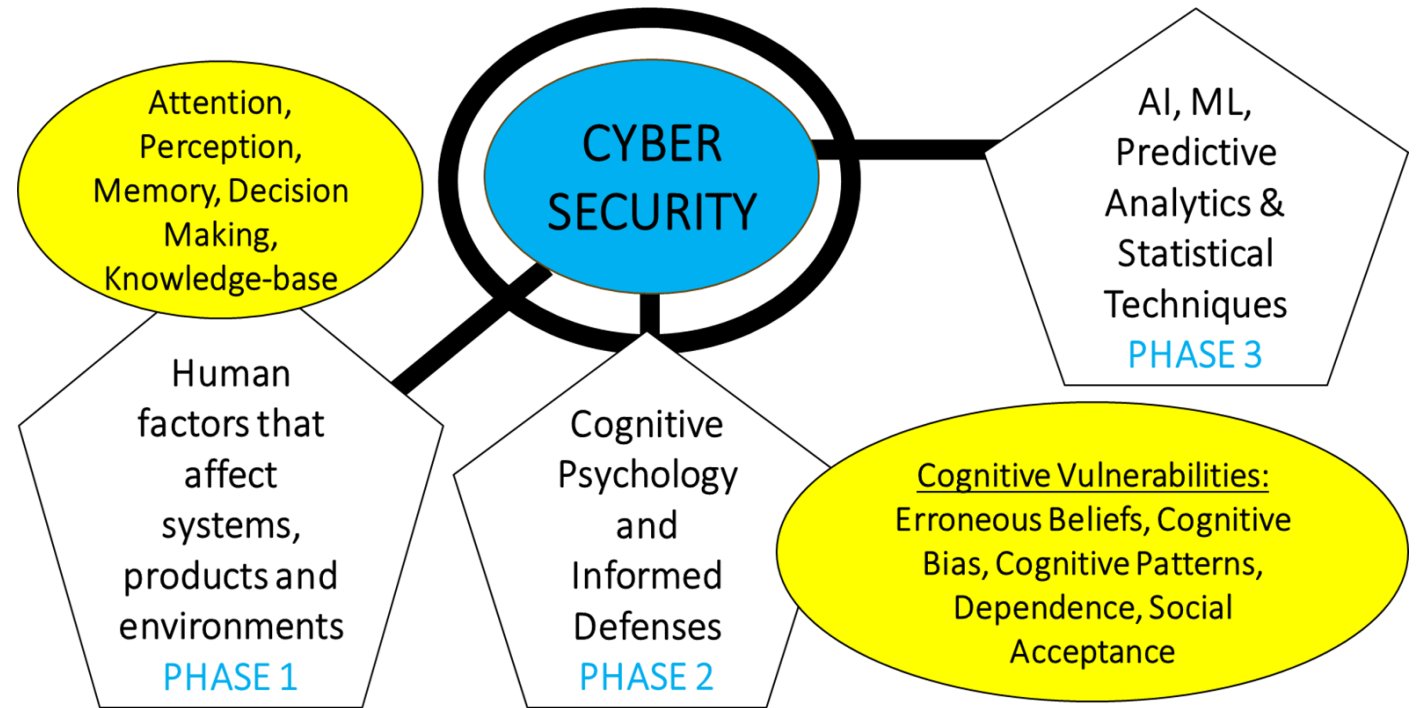 Attention,
Perception,
Memory, Decision
Making,
Knowledge-base
Human
factors that
affect
systems,
products and
environments
PHASE 1
CYBER
SECURITY
Cognitive
Psychology
and
Informed
Defenses
PHASE 2
Cognitive Vulnerabilities:
Erroneous Beliefs, Cognitive
Bias, Cognitive Patterns,
Dependence, Social
Acceptance
AI, ML,
Predictive
Analytics &
Statistical
Techniques
PHASE 3